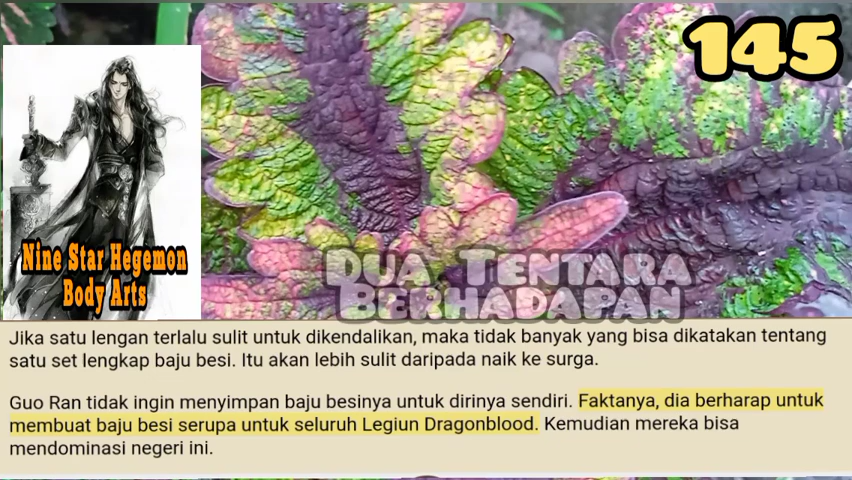 145
Nine Star Hegemon
Body Arts
DUA TENTARA
BERHADAPAN
Jika satu lengan terlalu sulit untuk dikendalikan, maka tidak banyak yang bisa dikatakan tentang
satu set lengkap baju besi. Itu akan lebih sulit daripada naik ke surga.
Guo Ran tidak ingin menyimpan baju besinya untuk dirinya sendiri. Faktanya, dia berharap untuk
membuat baju besi serupa untuk seluruh Legiun Dragonblood. Kemudian mereka bisa
mendominasi negeri ini.